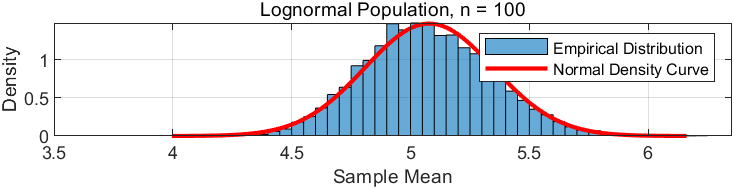 Lognormal Population, n = 100
Density
1
0.5
0
Empirical Distribution
Normal Density Curve
3.5 4 4.5 5 5.5 6
Sample Mean